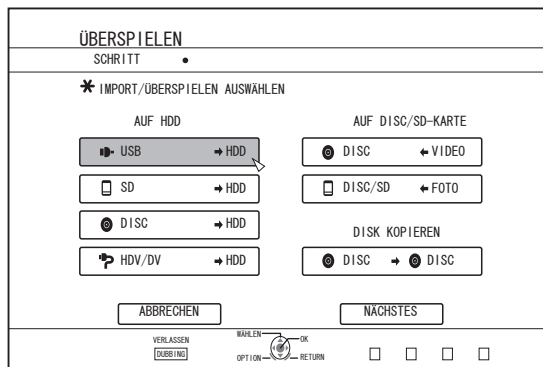 ÜBERSPIELEN
SCHRITT
IMPORT/ÜBERSPIELEN AUSWÄHLEN
AUF HDD
USB → HDD
SD → HDD
DISC → HDD
HDV/DV → HDD
AUF DISC/SD-KARTE
DISC ← VIDEO
DISC/SD ← FOTO
DISK KOPIEREN
DISC → DISC
ABBRECHEN
NÄCHSTES
VERLASSEN
DUBBING
WÄHLEN
OK
OPTION
RETURN